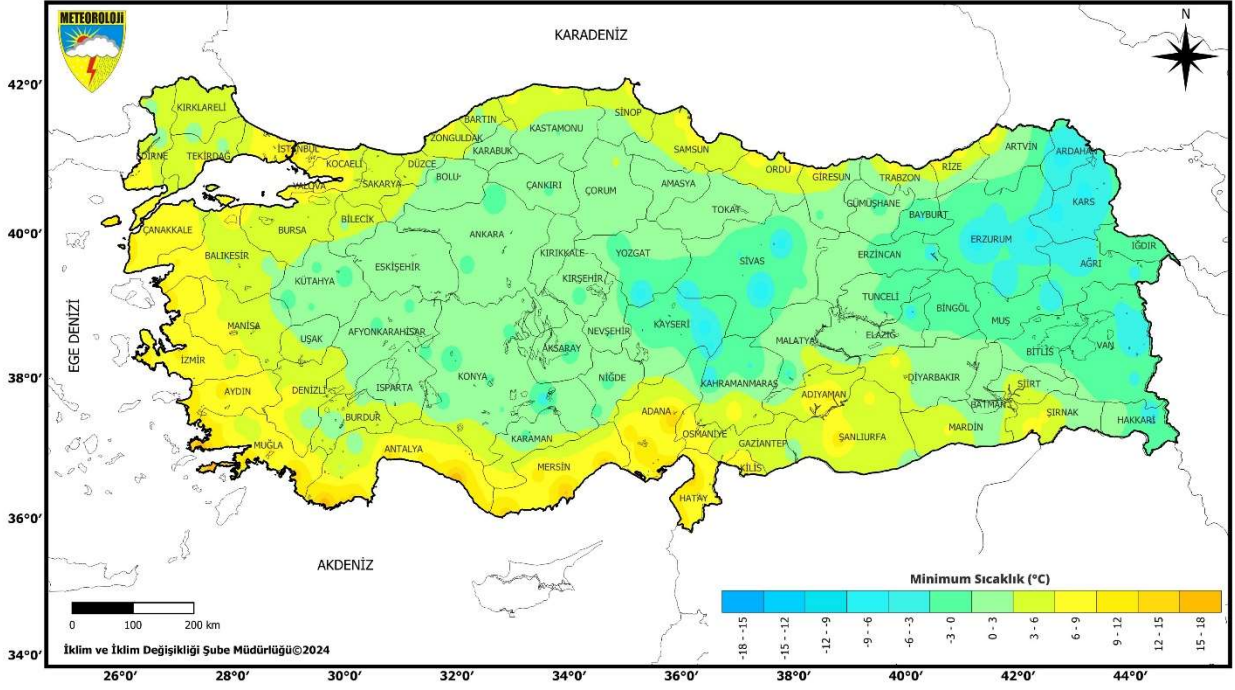 METEOROLOJİ
KARADENİZ
N
42°0′
40°0′
38°0′
36°0′
34°0′
KIRKLARELİ
EDİRNE
TEKİRDAĞ
İSTANBUL
KOCAELİ
YALOVA
SAKARYA
DÜZCE
BOLU
ZONGULDAK
BARTIN
KARABUK
KASTAMONU
SİNOP
SAMSUN
ORDU
GİRESUN
TRABZON
RİZE
ARTVİN
ARDAHAN
KARS
IĞDIR
AĞRI
ERZURUM
BAYBURT
GÜMÜŞHANE
ERZİNCAN
TOKAT
AMASYA
ÇORUM
ÇANKIRI
ANKARA
KIRIKKALE
YOZGAT
SİVAS
KIRŞEHİR
ESKİŞEHİR
BİLECİK
BURSA
ÇANAKKALE
BALIKESİR
KÜTAHYA
MANİSA
UŞAK
AFYONKARAHİSAR
AKSARAY
NEVŞEHİR
KAYSERİ
MALATYA
ELAZIĞ
TUNCELİ
BİNGÖL
MUŞ
BİTLİS
VAN
HAKKARİ
ŞIRNAK
SİİRT
BATMAN
DİYARBAKIR
MARDİN
ŞANLIURFA
ADIYAMAN
KAHRAMANMARAŞ
GAZİANTEP
KİLİS
OSMANİYE
HATAY
ADANA
NİĞDE
KONYA
KARAMAN
MERSİN
ISPARTA
BURDUR
ANTALYA
DENİZLİ
MUĞLA
AYDIN
İZMİR
EGE DENİZİ
AKDENİZ
0 100 200 km
İklim ve İklim Değişikliği Şube Müdürlüğü©2024
Minimum Sıcaklık (°C)
-18 - -15
-15 - -12
-12 - -9
-9 - -6
-6 - -3
-3 - 0
0 - 3
3 - 6
6 - 9
9 - 12
12 - 15
15 - 18
26°0′ 28°0′ 30°0′ 32°0′ 34°0′ 36°0′ 38°0′ 40°0′ 42°0′ 44°0′